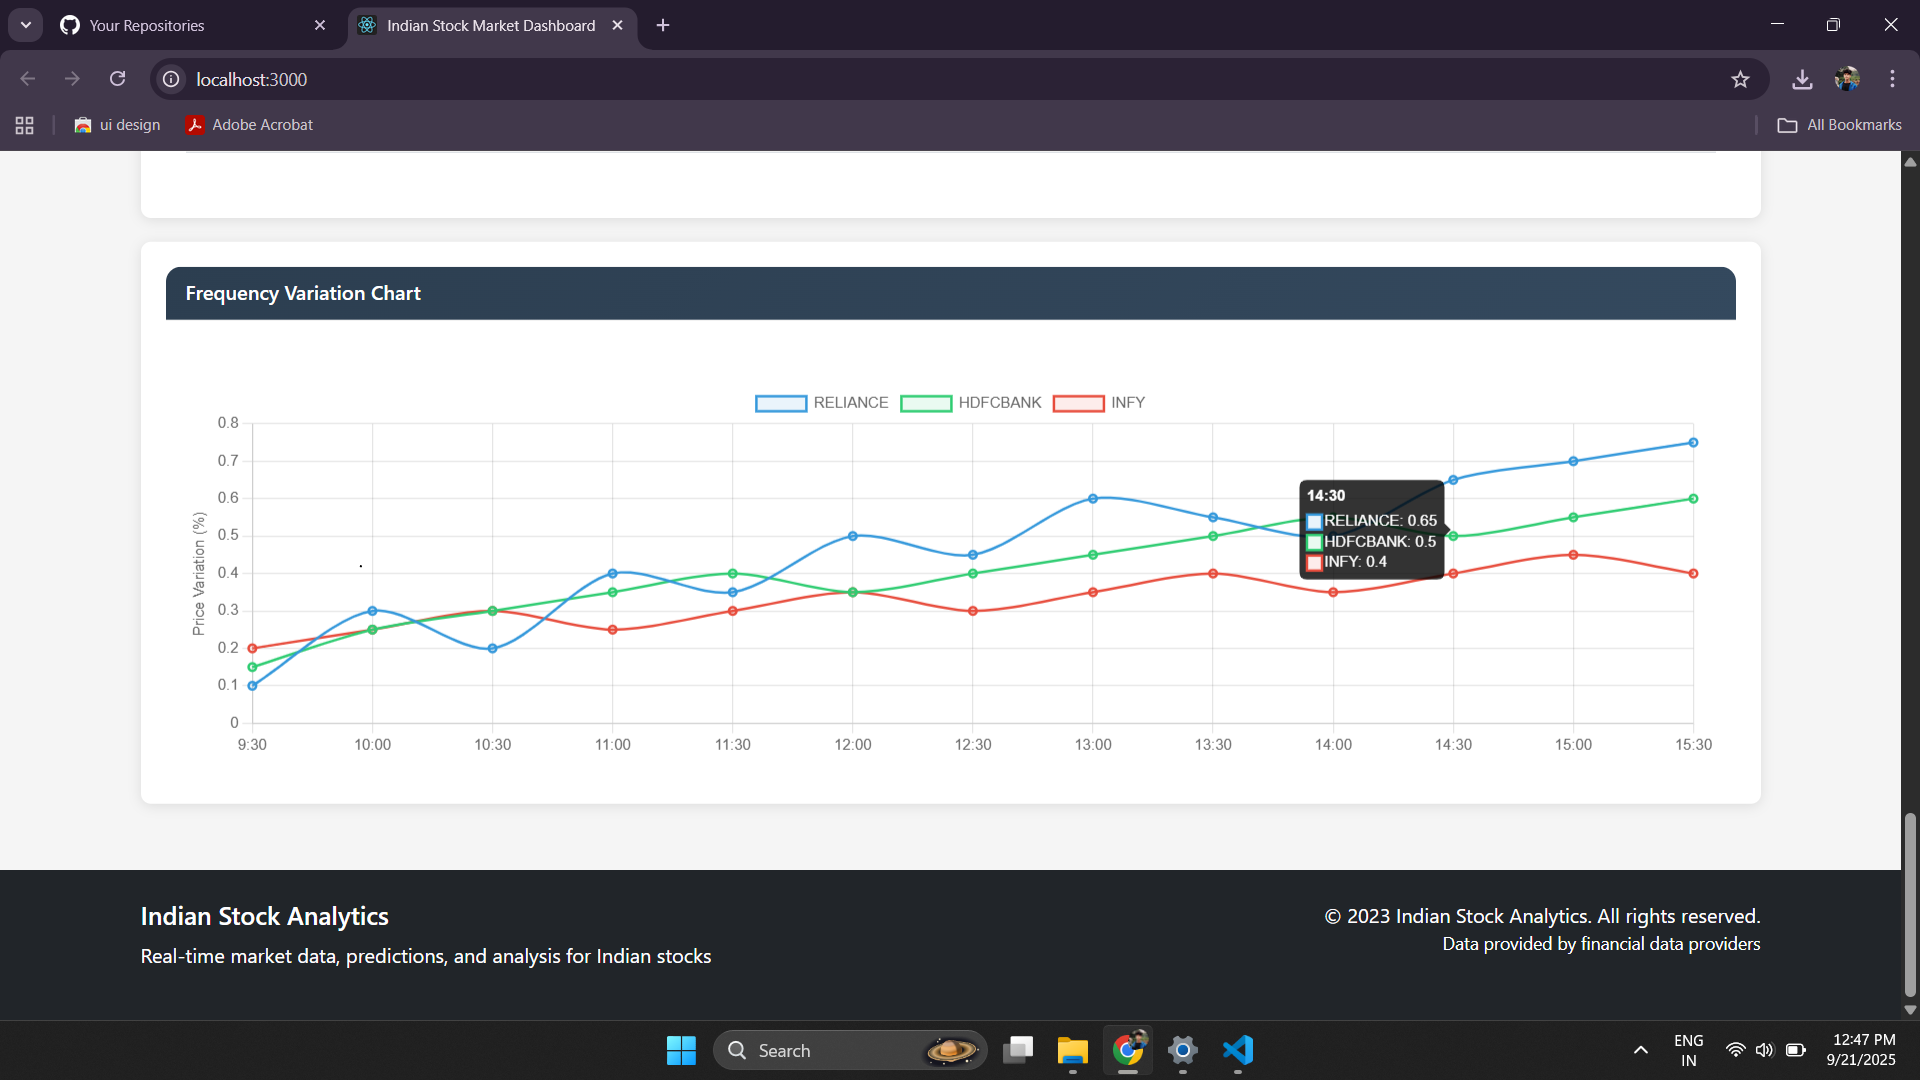 Your Repositories
Indian Stock Market Dashboard
localhost:3000
ui design
Adobe Acrobat
All Bookmarks
Frequency Variation Chart
RELIANCE HDFCBANK INFY
Price Variation (%)
0.8
0.7
0.6
0.5
0.4
0.3
0.2
0.1
0
14:30
RELIANCE: 0.65
HDFCBANK: 0.5
INFY: 0.4
9:30 10:00 10:30 11:00 11:30 12:00 12:30 13:00 13:30 14:00 14:30 15:00 15:30
Indian Stock Analytics
Real-time market data, predictions, and analysis for Indian stocks
© 2023 Indian Stock Analytics. All rights reserved.
Data provided by financial data providers
Search
ENG
IN
12:47 PM
9/21/2025